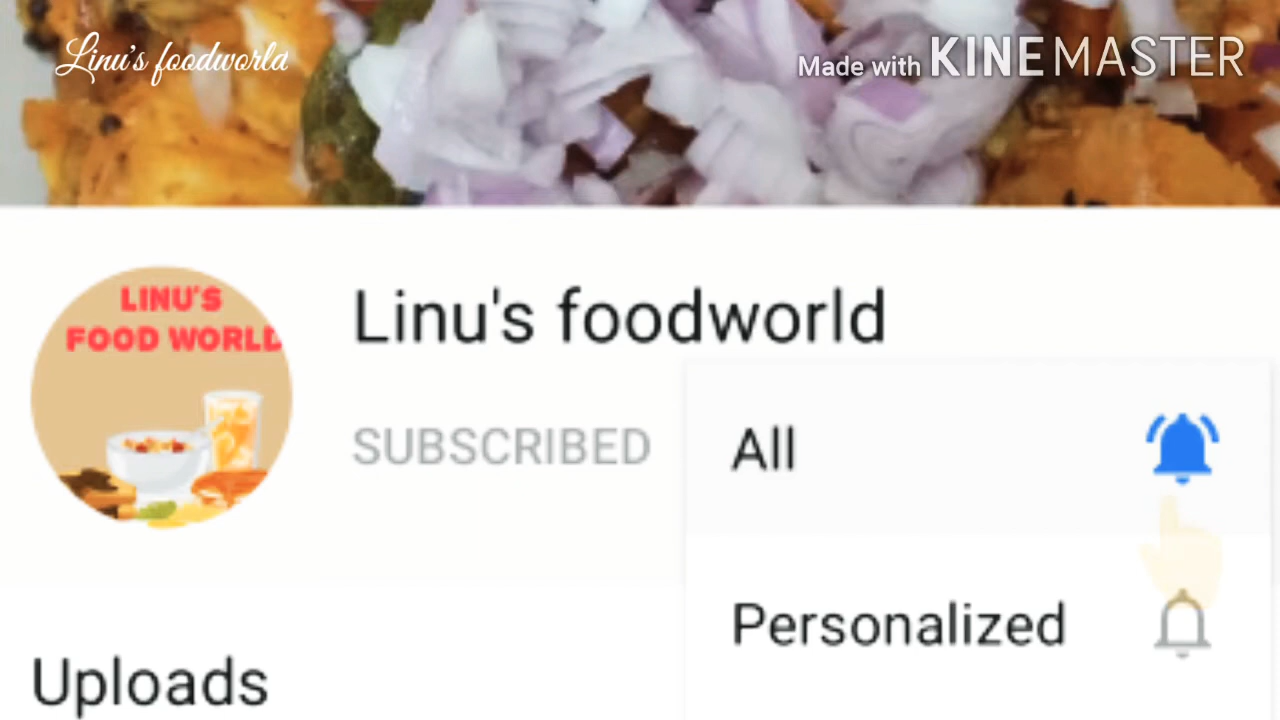 Linu's foodworld
Made with KINEMASTER
LINU'S
FOOD WORLD
Linu's foodworld
SUBSCRIBED
All
Personalized
Uploads